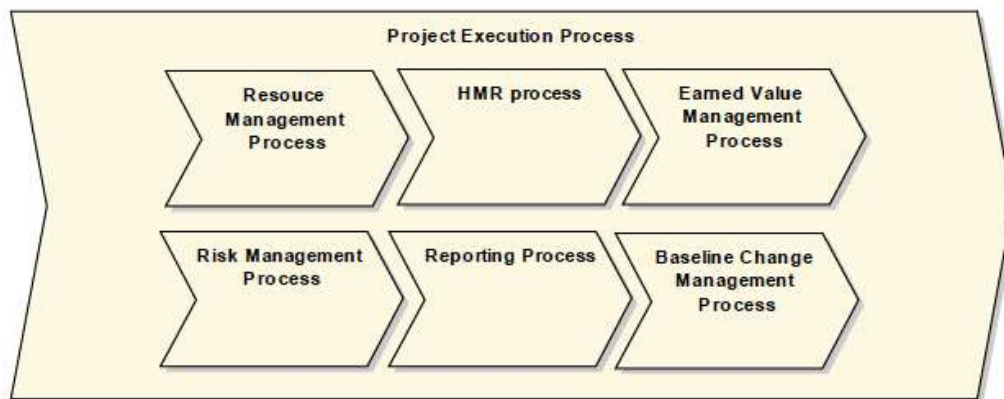 Project Execution Process
Resouce
Management
Process
HMR process
Earned Value
Management
Process
Risk Management
Process
Reporting Process
Baseline Change
Management
Process